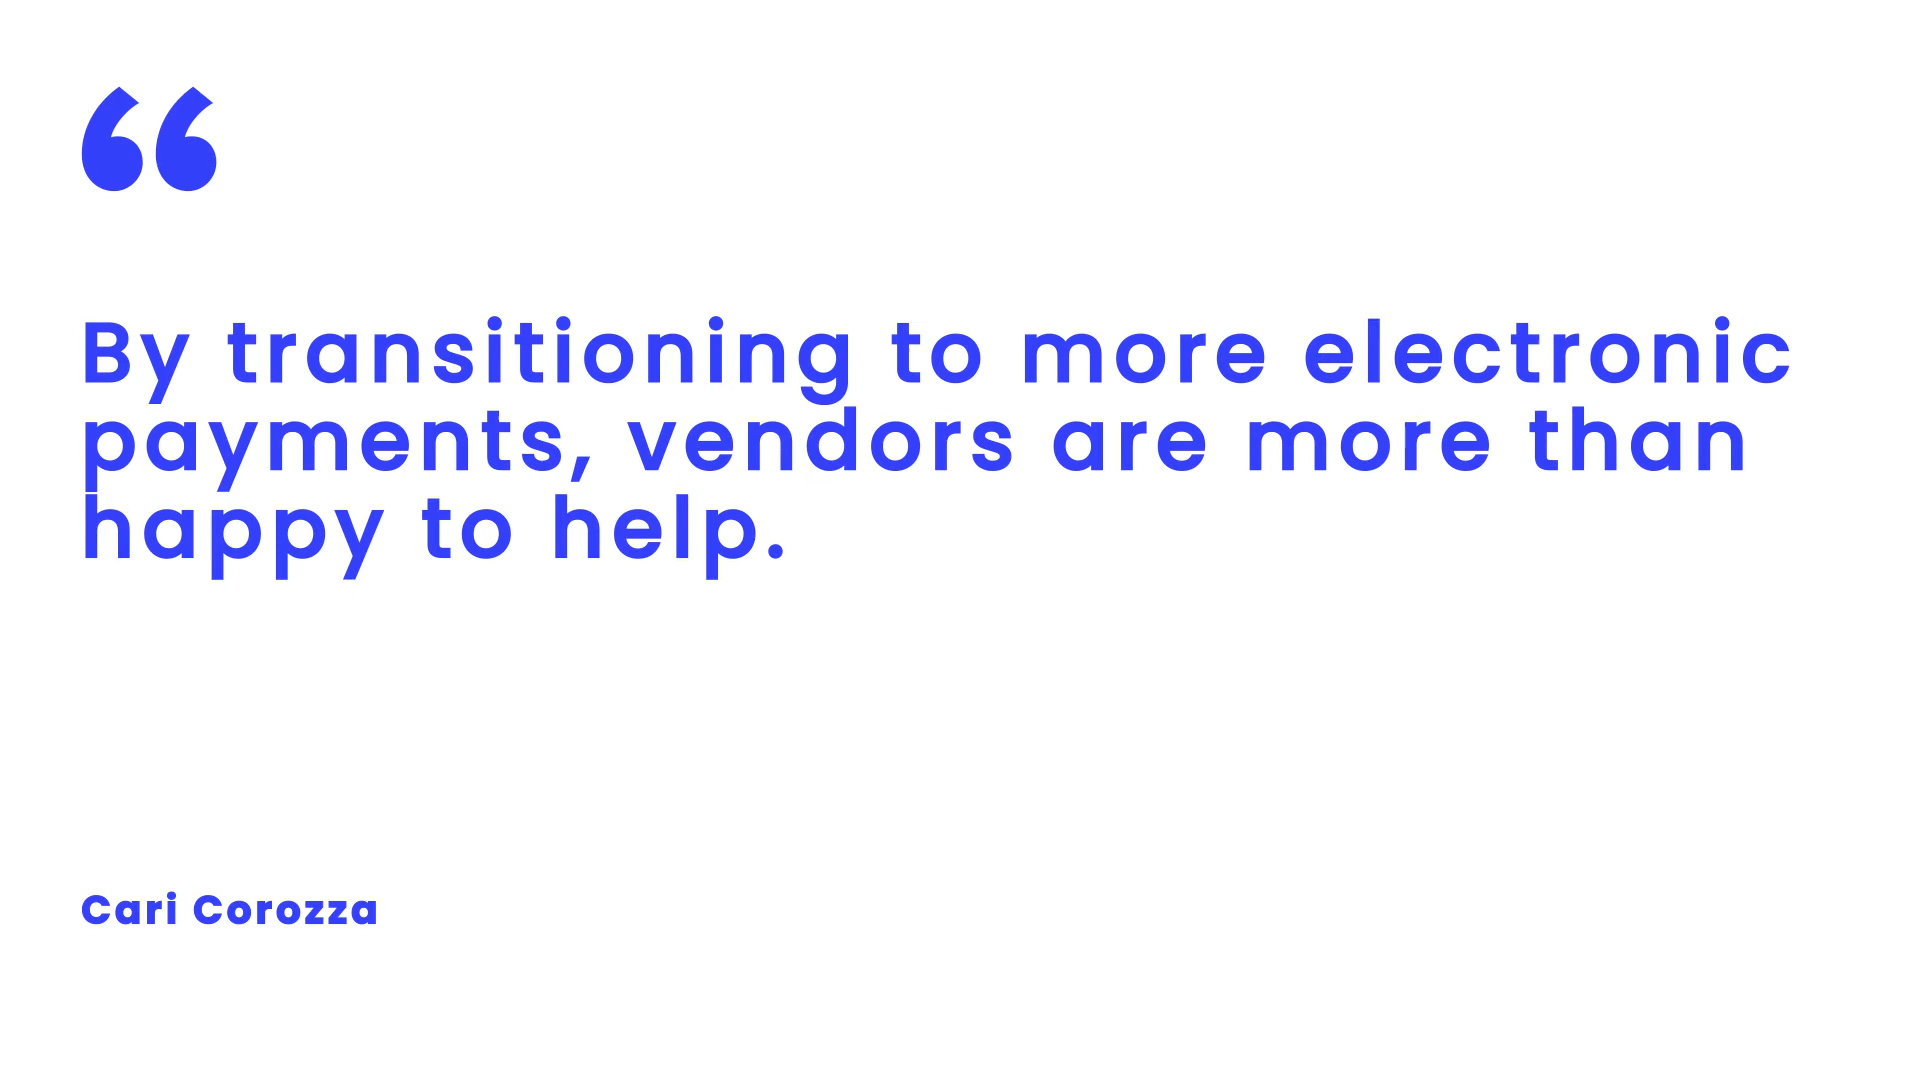 “
By transitioning to more electronic
payments, vendors are more than
happy to help.
Cari Corozza